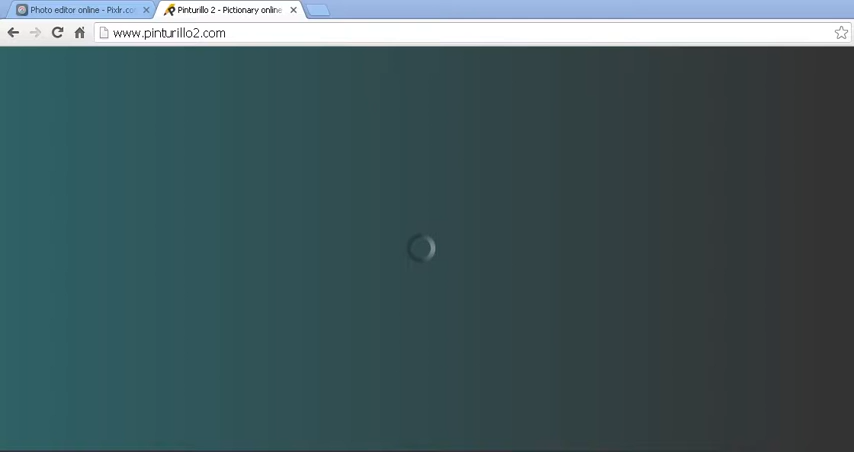 Photo editor online - Pixlr.co
Pinturillo 2 - Pictionary online
www.pinturillo2.com